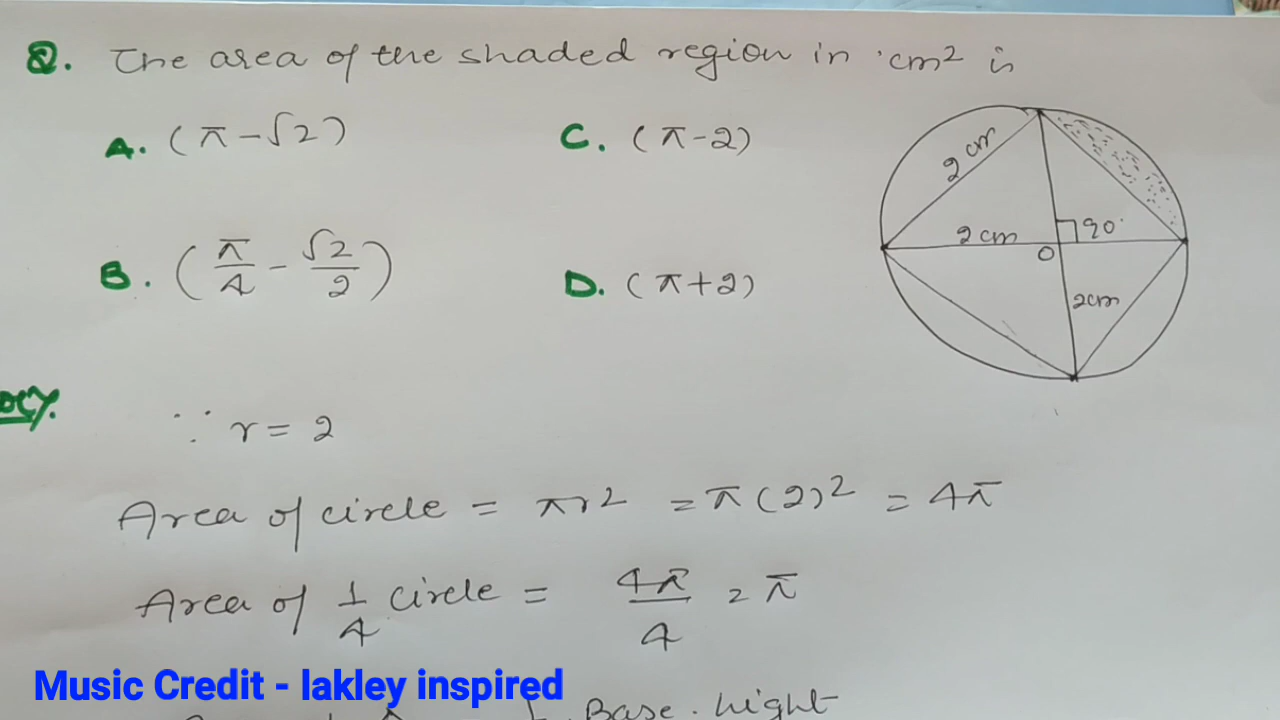 Q. The area of the shaded region in cm² is
A. (π-√2)
C. (π-2)
B. (π/4 - √2/2)
D. (π+2)
2 cm
2 cm
90°
O
2cm
∵ r = 2
Area of circle = πr² = π(2)² = 4π
Area of 1/4 circle = 4π/4 = π
Base. hight
Music Credit - lakley inspired